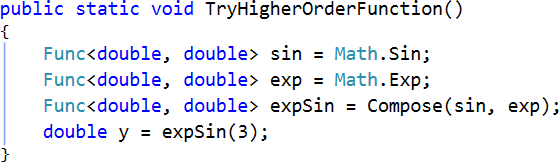 public static void TryHigherOrderFunction()
{
    Func<double, double> sin = Math.Sin;
    Func<double, double> exp = Math.Exp;
    Func<double, double> expSin = Compose(sin, exp);
    double y = expSin(3);
}